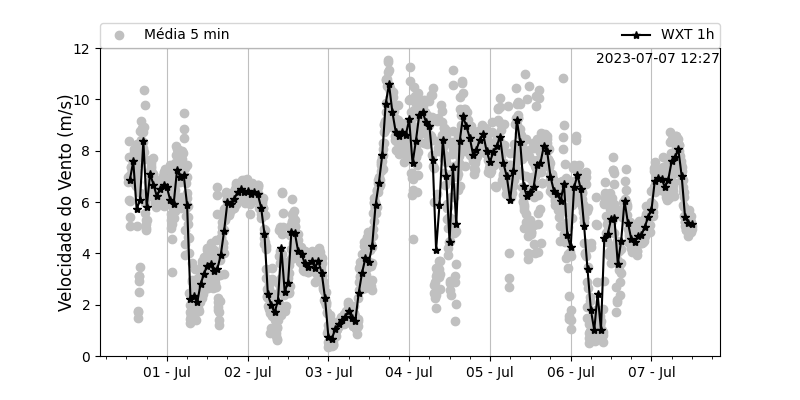 Média 5 min
WXT 1h
2023-07-07 12:27
Velocidade do Vento (m/s)
12
10
8
6
4
2
0
01 - Jul
02 - Jul
03 - Jul
04 - Jul
05 - Jul
06 - Jul
07 - Jul